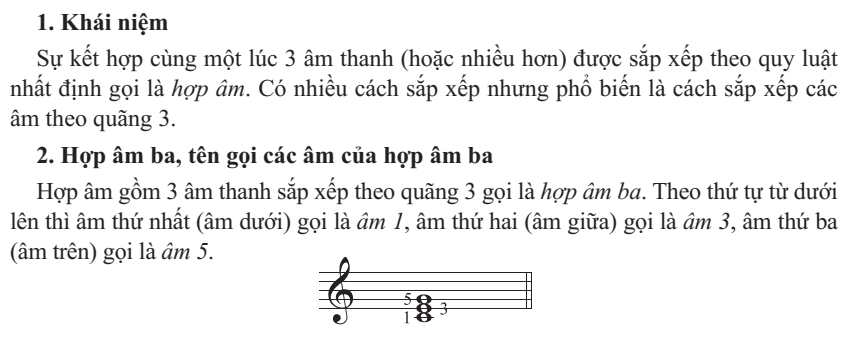 1. Khái niệm
Sự kết hợp cùng một lúc 3 âm thanh (hoặc nhiều hơn) được sắp xếp theo quy luật
nhất định gọi là hợp âm. Có nhiều cách sắp xếp nhưng phổ biến là cách sắp xếp các
âm theo quãng 3.
2. Hợp âm ba, tên gọi các âm của hợp âm ba
Hợp âm gồm 3 âm thanh sắp xếp theo quãng 3 gọi là hợp âm ba. Theo thứ tự từ dưới
lên thì âm thứ nhất (âm dưới) gọi là âm 1, âm thứ hai (âm giữa) gọi là âm 3, âm thứ ba
(âm trên) gọi là âm 5.
5
3
1